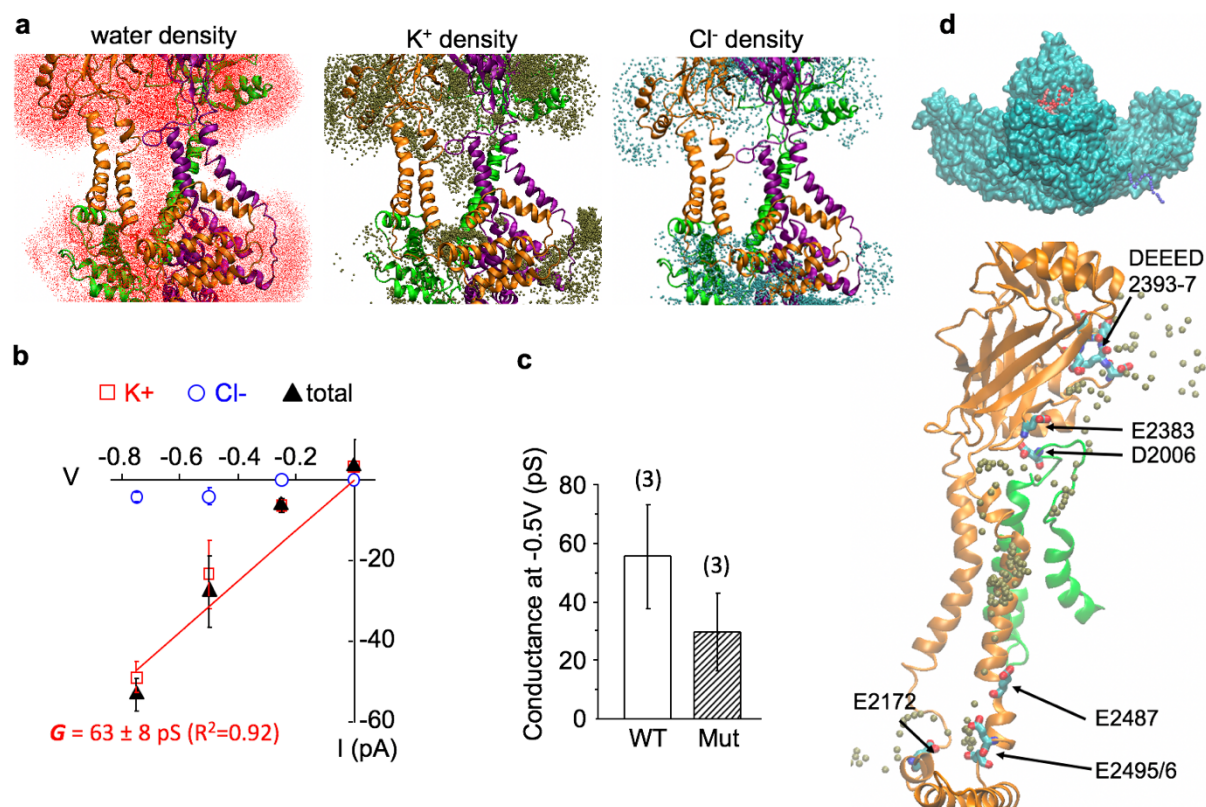 a
water density
K⁺ density
Cl⁻ density
b
K+ Cl- total
V
-0.8 -0.6 -0.4 -0.2
-20
-40
-60
I (pA)
G = 63 ± 8 pS (R²=0.92)
c
Conductance at -0.5V (pS)
80
60
40
20
0
(3)
(3)
WT Mut
d
DEEED
2393-7
E2383
D2006
E2172
E2487
E2495/6